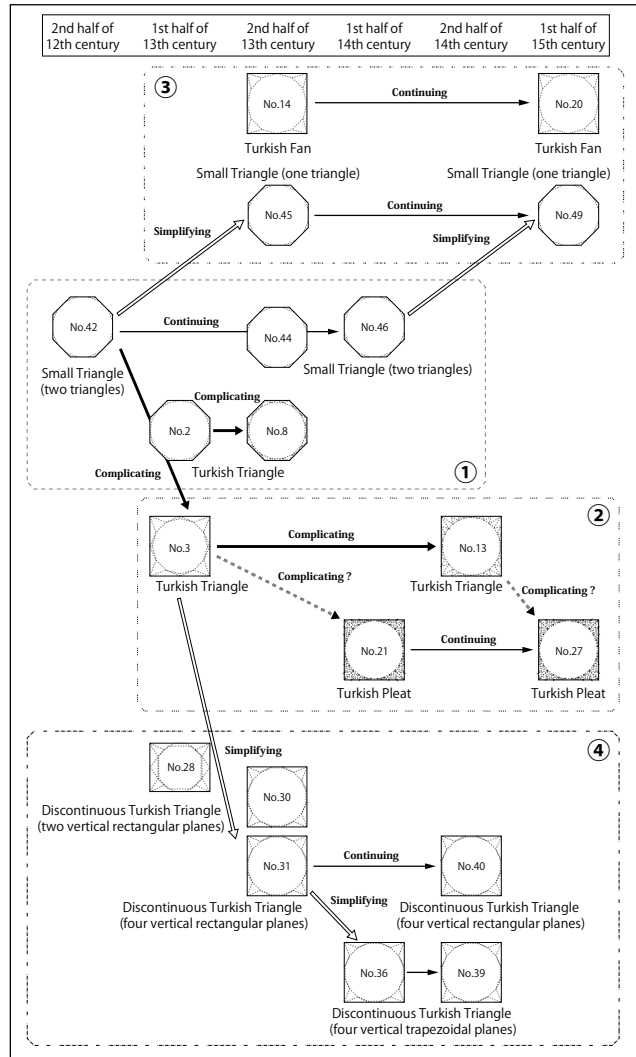 2nd half of 12th century
1st half of 13th century
2nd half of 13th century
1st half of 14th century
2nd half of 14th century
1st half of 15th century
③
No.14
Continuing
No.20
Turkish Fan
Turkish Fan
Small Triangle (one triangle)
Small Triangle (one triangle)
No.45
Continuing
No.49
Simplifying
Simplifying
No.42
Continuing
No.44
No.46
Small Triangle
(two triangles)
Small Triangle (two triangles)
Complicating
No.2
No.8
Turkish Triangle
Complicating
①
②
No.3
Complicating
No.13
Turkish Triangle
Complicating ?
Turkish Triangle
Complicating ?
No.21
Continuing
No.27
Turkish Pleat
Turkish Pleat
④
Simplifying
No.28
No.30
Discontinuous Turkish Triangle
(two vertical rectangular planes)
No.31
Continuing
No.40
Discontinuous Turkish Triangle
(four vertical rectangular planes)
Simplifying
Discontinuous Turkish Triangle
(four vertical rectangular planes)
No.36
No.39
Discontinuous Turkish Triangle
(four vertical trapezoidal planes)